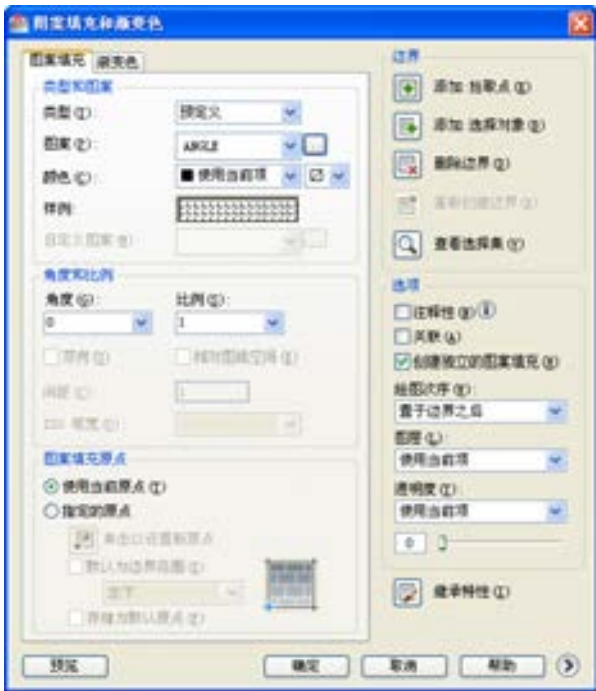 图案填充和渐变色
图案填充 渐变色
类型和图案
类型(Y):
预定义
图案(P):
ANGLE
颜色(C):
使用当前项
样例:
自定义图案(M):
角度和比例
角度(G):
比例(S):
0
1
双向(U)
相对图纸空间(E)
间距(C):
1
ISO 笔宽(O):
图案填充原点
使用当前原点(T)
指定的原点
单击以设置新原点
默认为边界范围(X)
左下
存储为默认原点(F)
预览
边界
添加:拾取点(K)
添加:选择对象(B)
删除边界(D)
重新创建边界(R)
查看选择集(V)
选项
注释性(N)
关联(A)
创建独立的图案填充(H)
绘图次序(W):
置于边界之后
图层(L):
使用当前项
透明度(T):
使用当前项
0
继承特性(I)
确定
取消
帮助